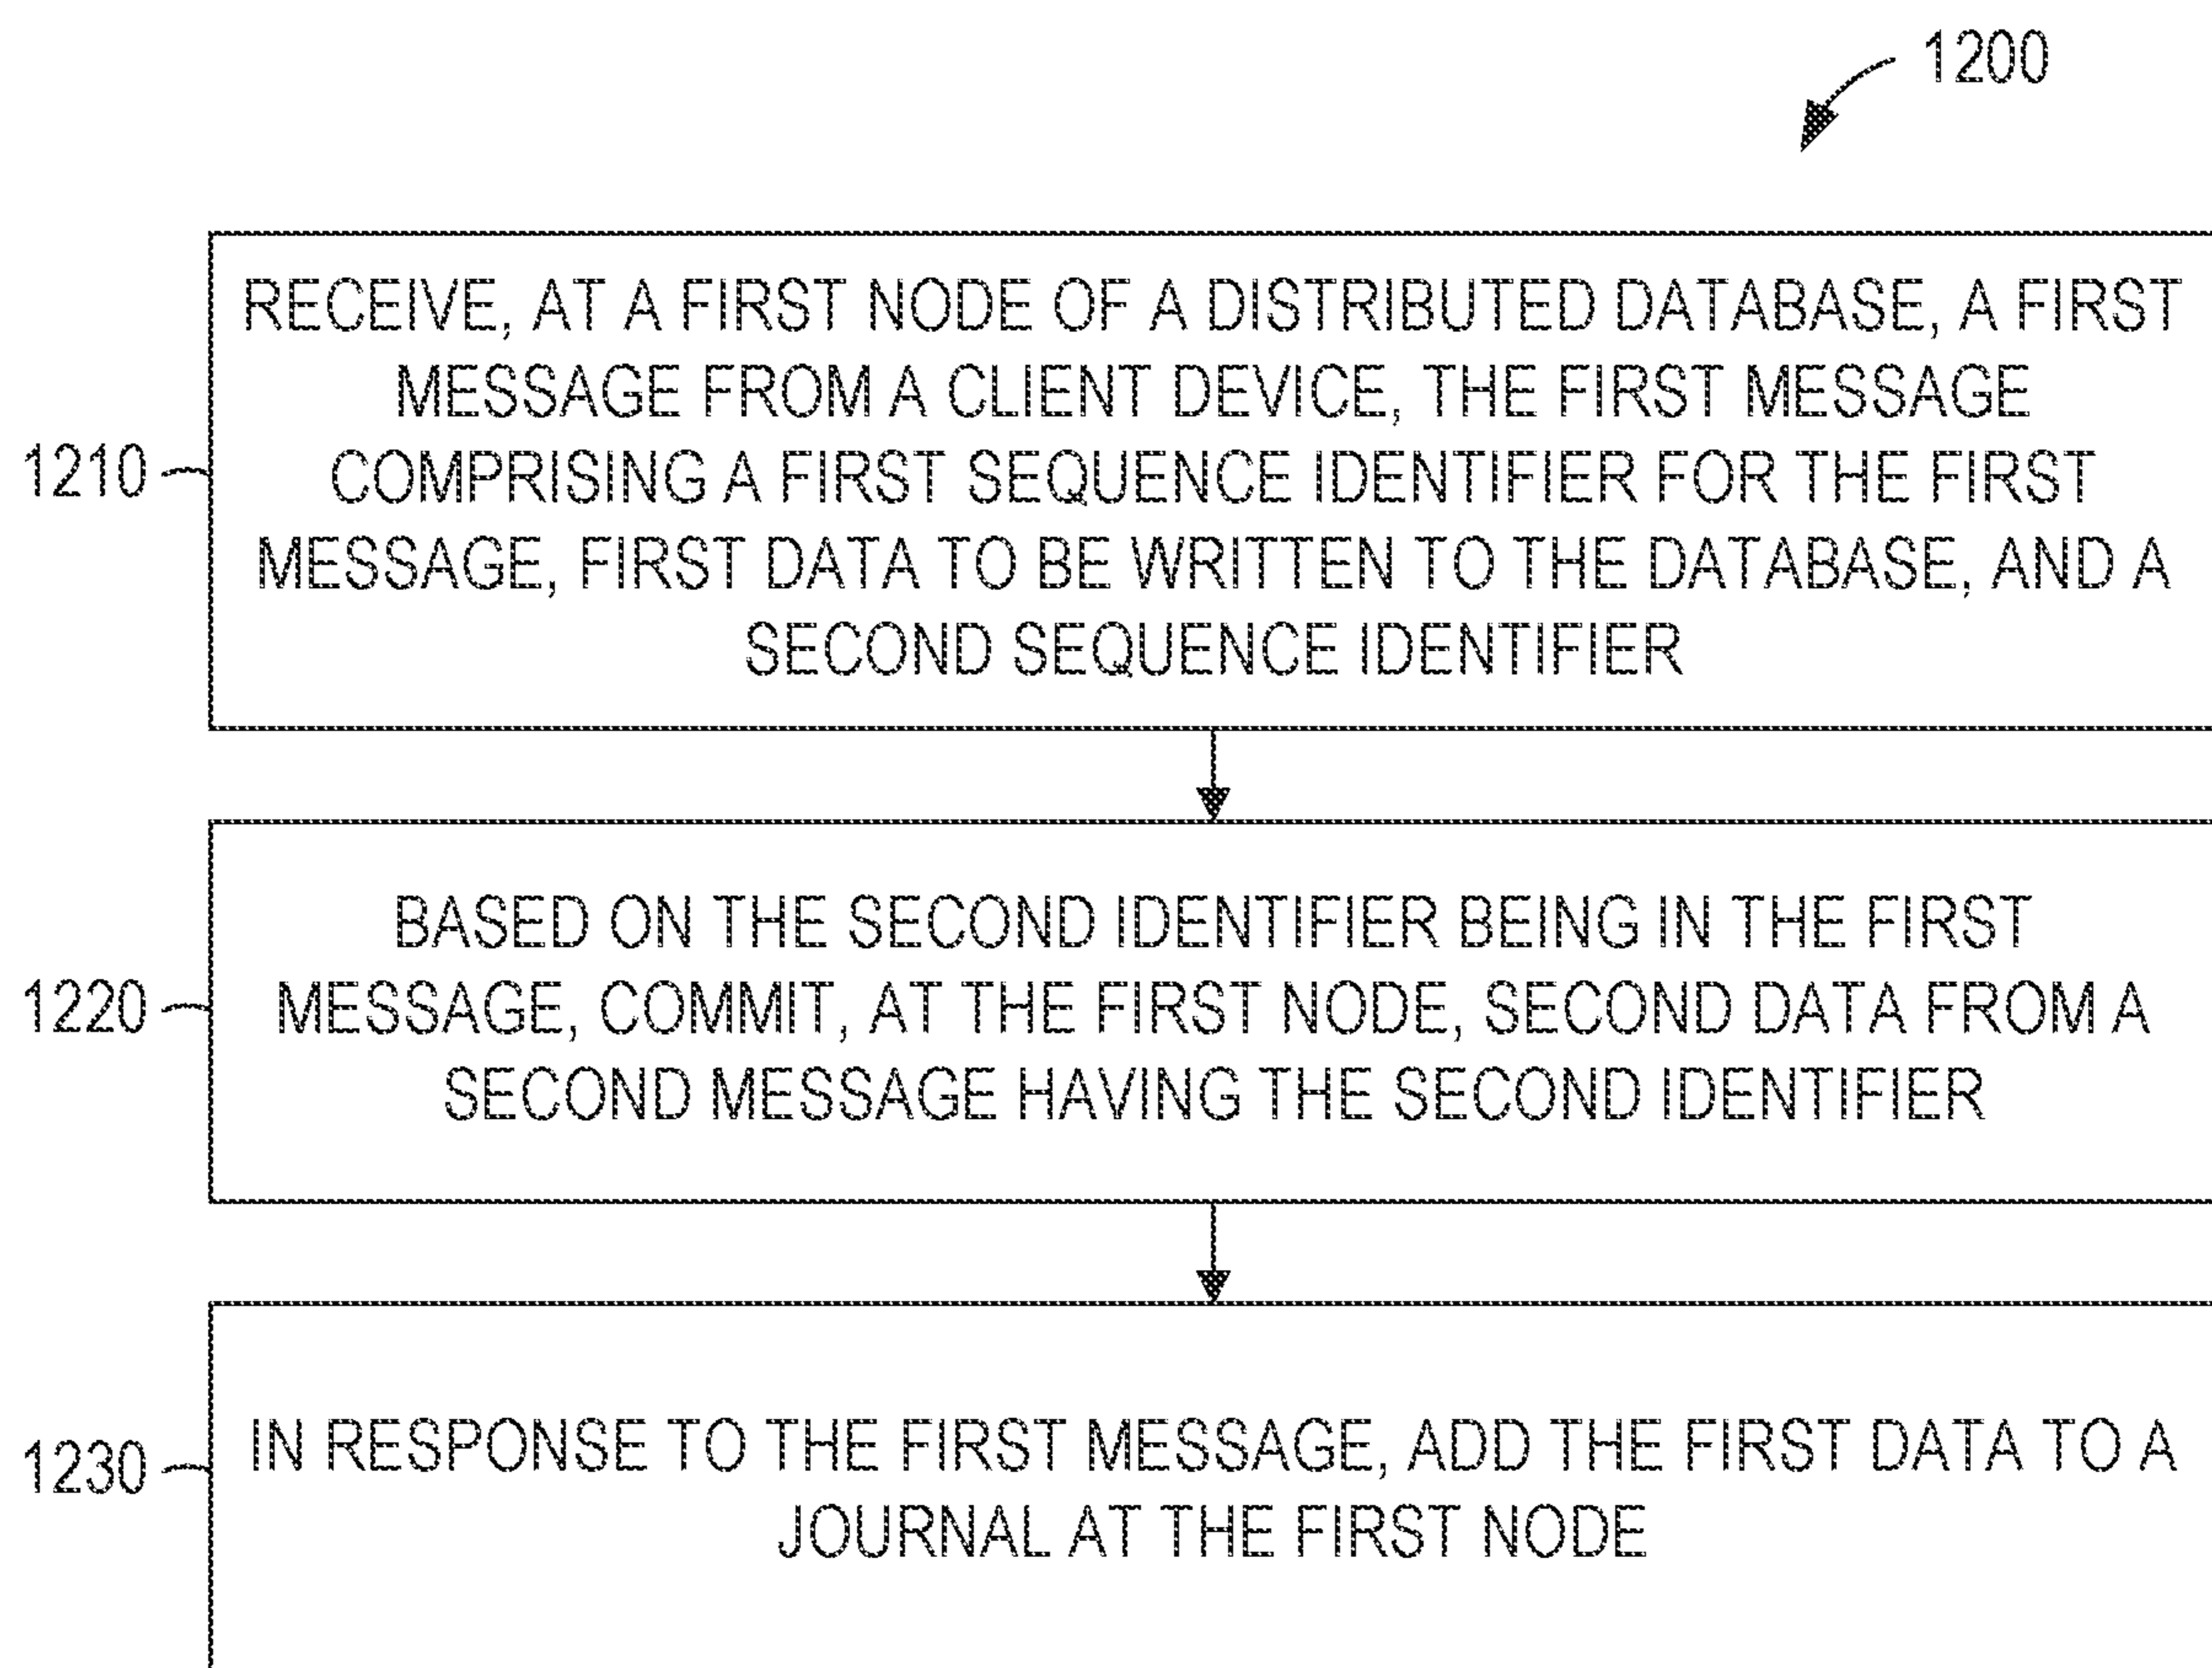 1200
RECEIVE, AT A FIRST NODE OF A DISTRIBUTED DATABASE, A FIRST
MESSAGE FROM A CLIENT DEVICE, THE FIRST MESSAGE
1210
COMPRISING A FIRST SEQUENCE IDENTIFIER FOR THE FIRST
MESSAGE, FIRST DATA TO BE WRITTEN TO THE DATABASE, AND A
SECOND SEQUENCE IDENTIFIER
BASED ON THE SECOND IDENTIFIER BEING IN THE FIRST
1220
MESSAGE, COMMIT, AT THE FIRST NODE, SECOND DATA FROM A
SECOND MESSAGE HAVING THE SECOND IDENTIFIER
1230
IN RESPONSE TO THE FIRST MESSAGE, ADD THE FIRST DATA TO A
JOURNAL AT THE FIRST NODE